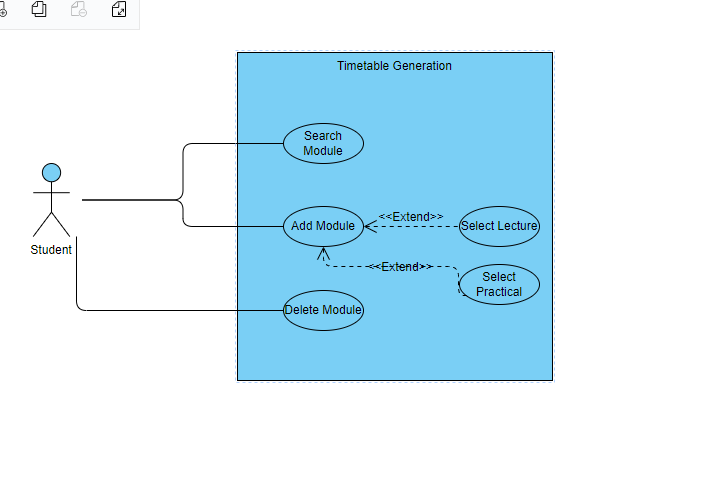 Timetable Generation
Search
Module
<<Extend>>
Add Module
Select Lecture
Student
<<Extend>>
Select
Practical
Delete Module